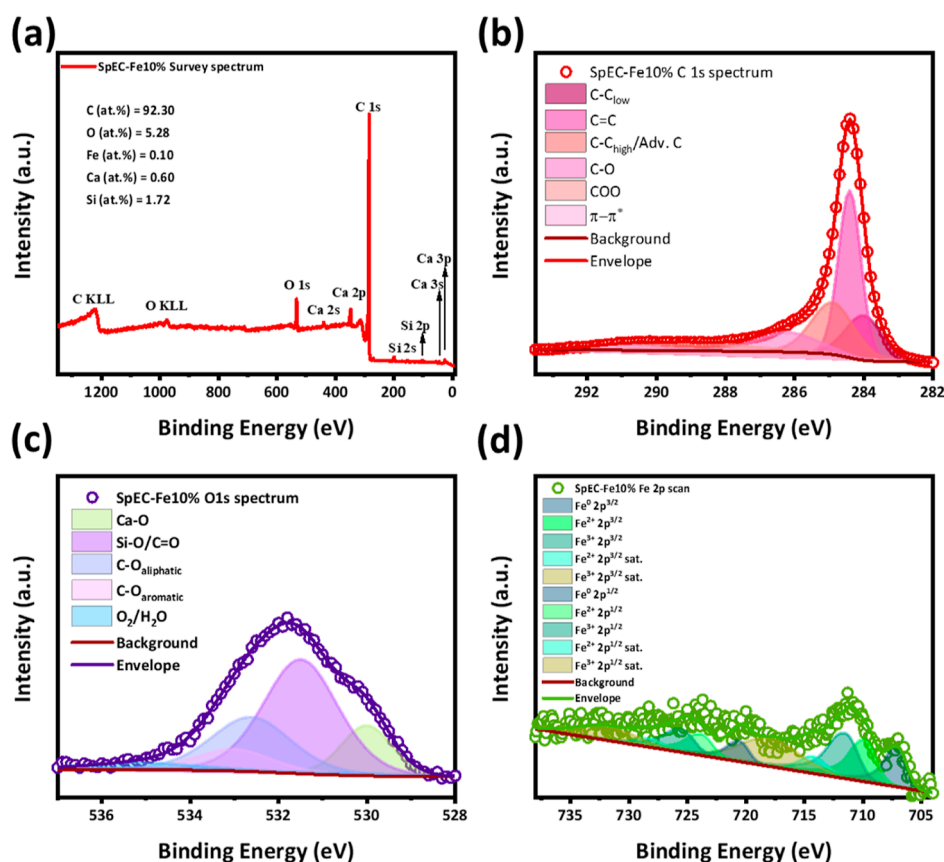 (a)
SpEC-Fe10% Survey spectrum
C (at.%) = 92.30
O (at.%) = 5.28
Fe (at.%) = 0.10
Ca (at.%) = 0.60
Si (at.%) = 1.72
C 1s
C KLL
O KLL
O 1s
Ca 2s
Ca 2p
Ca 3p
Ca 3s
Si 2p
Si 2s
1200 1000 800 600 400 200 0
Binding Energy (eV)
Intensity (a.u.)
(b)
SpEC-Fe10% C 1s spectrum
C-Clow
C=C
C-Chigh/Adv. C
C-O
COO
π-π*
Background
Envelope
292 290 288 286 284 282
Binding Energy (eV)
Intensity (a.u.)
(c)
SpEC-Fe10% O1s spectrum
Ca-O
Si-O/C=O
C-Oaliphatic
C-Oaromatic
O2/H2O
Background
Envelope
536 534 532 530 528
Binding Energy (eV)
Intensity (a.u.)
(d)
SpEC-Fe10% Fe 2p scan
Fe0 2p3/2
Fe2+ 2p3/2
Fe3+ 2p3/2
Fe2+ 2p3/2 sat.
Fe3+ 2p3/2 sat.
Fe0 2p1/2
Fe2+ 2p1/2
Fe3+ 2p1/2
Fe2+ 2p1/2 sat.
Fe3+ 2p1/2 sat.
Background
Envelope
735 730 725 720 715 710 705
Binding Energy (eV)
Intensity (a.u.)